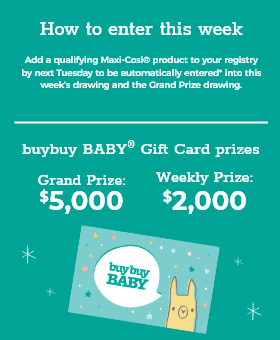 How to enter this week
Add a qualifying Maxi-Cosi® product to your registry
by next Tuesday to be automatically entered* into this
week's drawing and the Grand Prize drawing.
buybuy BABY® Gift Card prizes
Grand Prize:
$5,000
Weekly Prize:
$2,000
buybuy
BABY